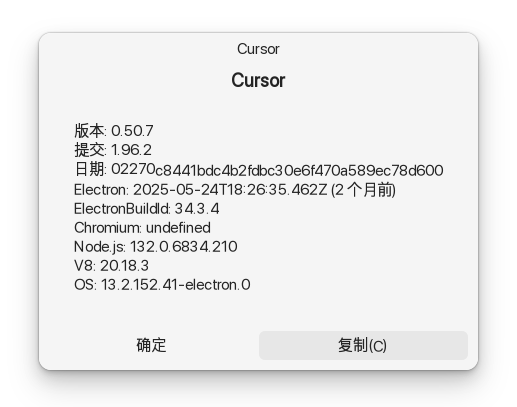 Cursor
Cursor
版本: 0.50.7
提交: 1.96.2
日期: 02270c8441bdc4b2fdbc30e6f470a589ec78d600
Electron: 2025-05-24T18:26:35.462Z (2 个月前)
ElectronBuildId: 34.3.4
Chromium: undefined
Node.js: 132.0.6834.210
V8: 20.18.3
OS: 13.2.152.41-electron.0
确定
复制(C)